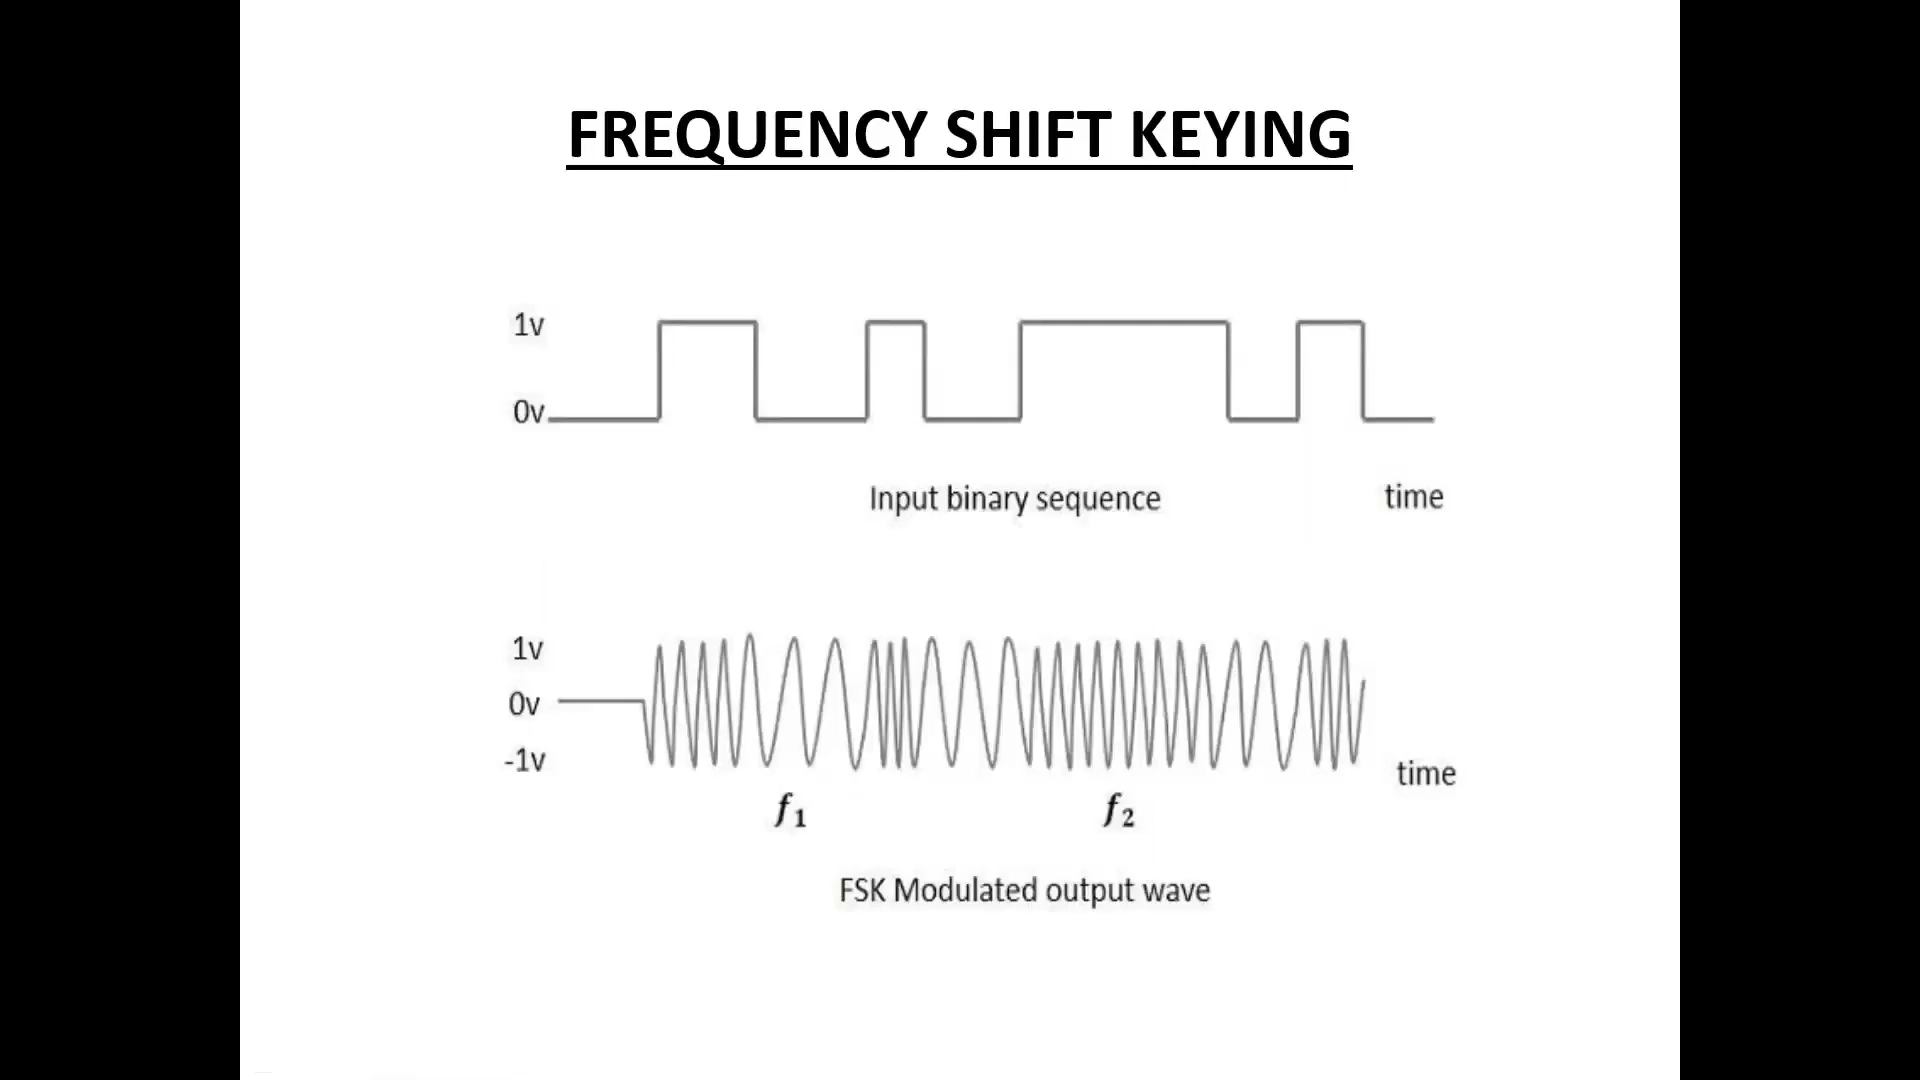 FREQUENCY SHIFT KEYING
1v
0v
Input binary sequence
time
1v
0v
-1v
time
f1
f2
FSK Modulated output wave